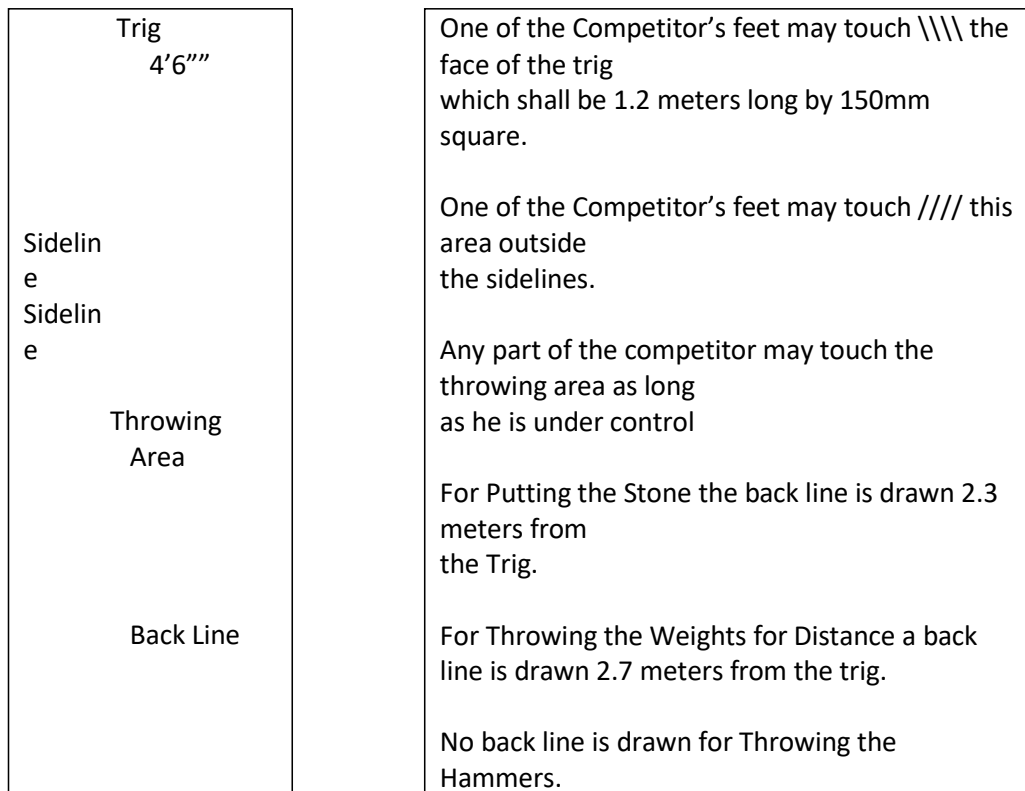 Trig
4’6””
Sidelin
e
Sidelin
e
Throwing
Area
Back Line
One of the Competitor’s feet may touch \\\\ the
face of the trig
which shall be 1.2 meters long by 150mm
square.
One of the Competitor’s feet may touch //// this
area outside
the sidelines.
Any part of the competitor may touch the
throwing area as long
as he is under control
For Putting the Stone the back line is drawn 2.3
meters from
the Trig.
For Throwing the Weights for Distance a back
line is drawn 2.7 meters from the trig.
No back line is drawn for Throwing the
Hammers.